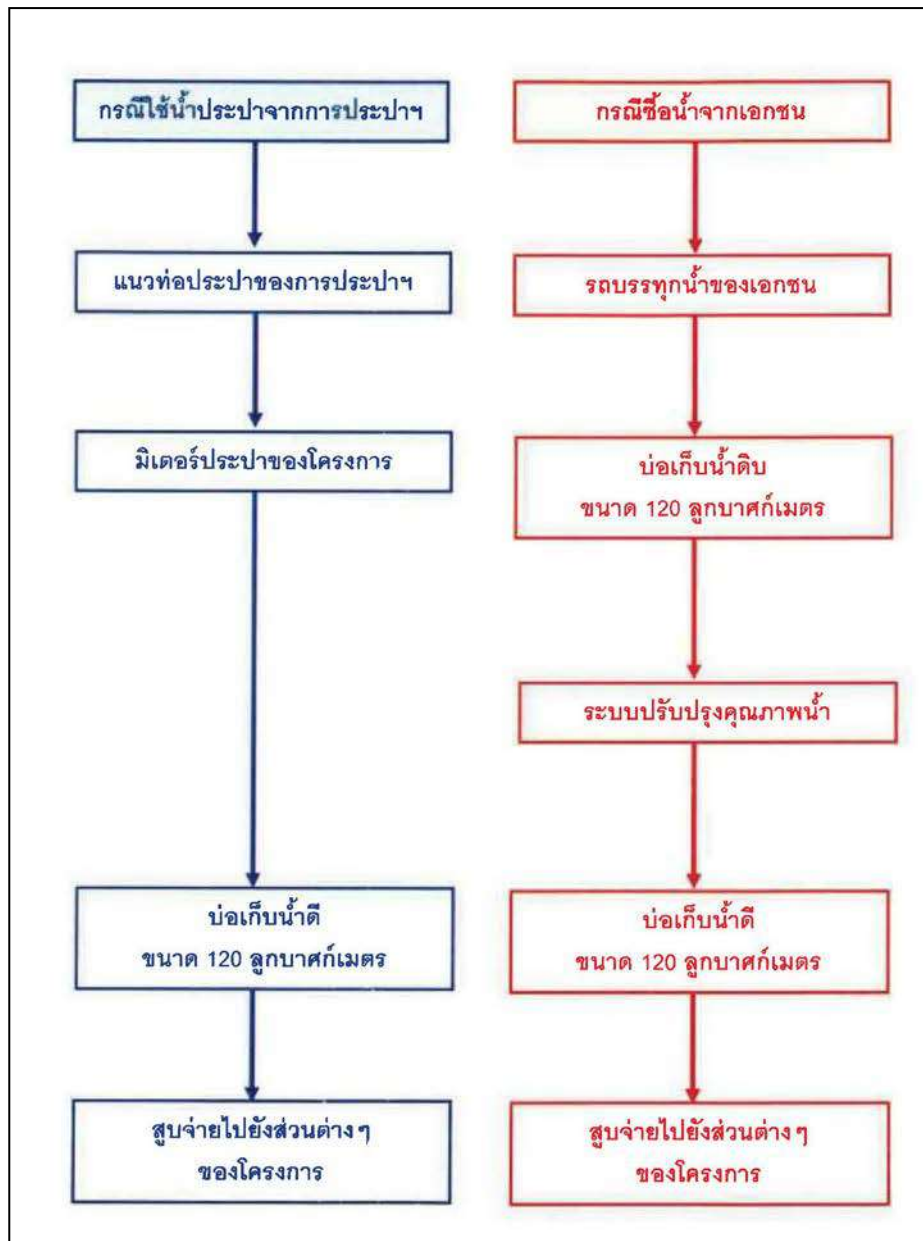 กรณีใช้น้ำประปาจากการประปาฯ
แนวท่อประปาของการประปาฯ
มิเตอร์ประปาของโครงการ
บ่อเก็บน้ำดี
ขนาด 120 ลูกบาศก์เมตร
สูบจ่ายไปยังส่วนต่างๆ
ของโครงการ
กรณีซื้อน้ำจากเอกชน
รถบรรทุกน้ำของเอกชน
บ่อเก็บน้ำดิบ
ขนาด 120 ลูกบาศก์เมตร
ระบบปรับปรุงคุณภาพน้ำ
บ่อเก็บน้ำดี
ขนาด 120 ลูกบาศก์เมตร
สูบจ่ายไปยังส่วนต่างๆ
ของโครงการ